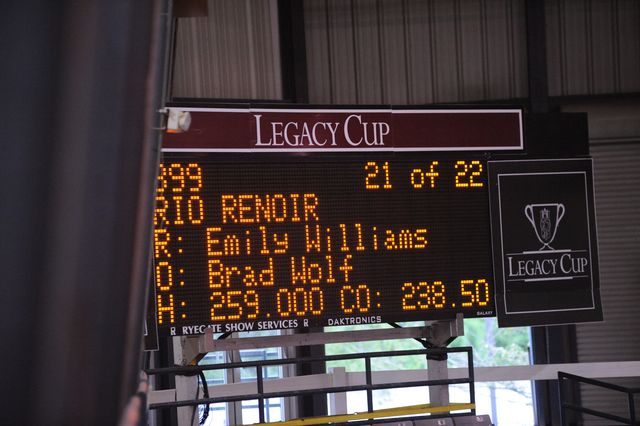 LEGACY CUP
399 21 of 22
RIO RENOIR
R: Emily Williams
O: Brad Wolf
H: 259.000 CO: 238.50
R RYEGATE SHOW SERVICES R DAKTRONICS GALAXY
LEGACY CUP